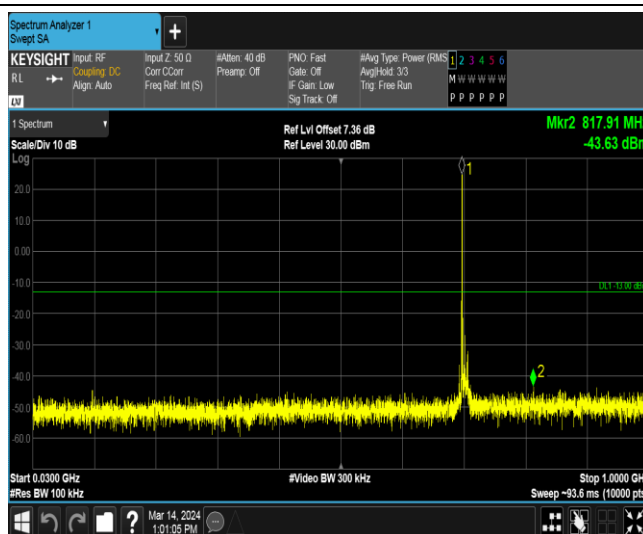 Spectrum Analyzer 1
Swept SA
+
KEYSIGHT
RL
LXI
Input: RF
Coupling: DC
Align: Auto
Input Z: 50 Ω
Corr CCorr
Freq Ref: Int (S)
#Atten: 40 dB
Preamp: Off
PNO: Fast
Gate: Off
IF Gain: Low
Sig Track: Off
#Avg Type: Power (RMS
Avg|Hold: 3/3
Trig: Free Run
1 2 3 4 5 6
M W W W W W
P P P P P P
1 Spectrum
Scale/Div 10 dB
Ref Lvl Offset 7.36 dB
Ref Level 30.00 dBm
Mkr2 817.91 MH
-43.63 dBm
Log
20.0
10.0
0.00
-10.0
-20.0
-30.0
-40.0
-50.0
-60.0
1
DL1 -13.00 dB
2
Start 0.0300 GHz
#Res BW 100 kHz
#Video BW 300 kHz
Stop 1.0000 GH
Sweep ~93.6 ms (10000 pts
?
Mar 14, 2024
1:01:05 PM